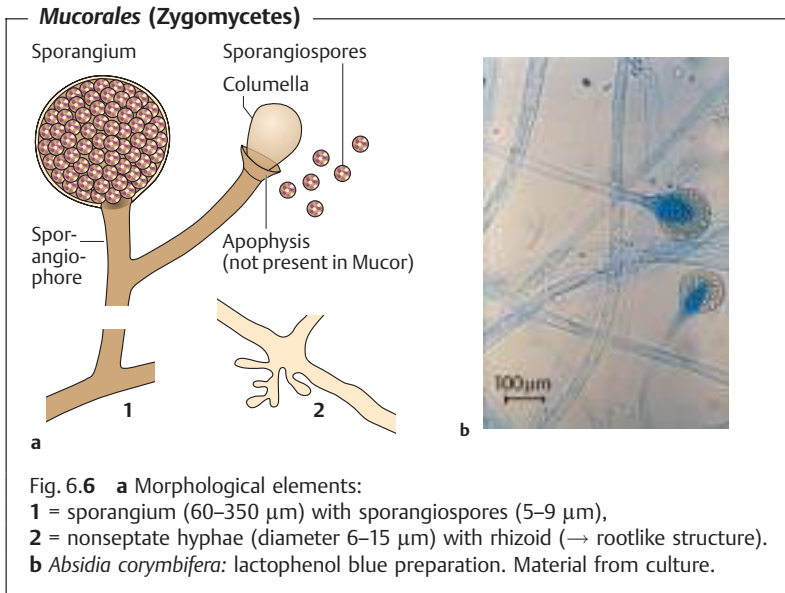 Mucorales (Zygomycetes)
Sporangium
Sporangiospores
Columella
Spor-
angio-
phore
Apophysis
(not present in Mucor)
1
2
a
100µm
b
Fig. 6.6 a Morphological elements:
1 = sporangium (60–350 µm) with sporangiospores (5–9 µm),
2 = nonseptate hyphae (diameter 6–15 µm) with rhizoid (→ rootlike structure).
b Absidia corymbifera: lactophenol blue preparation. Material from culture.